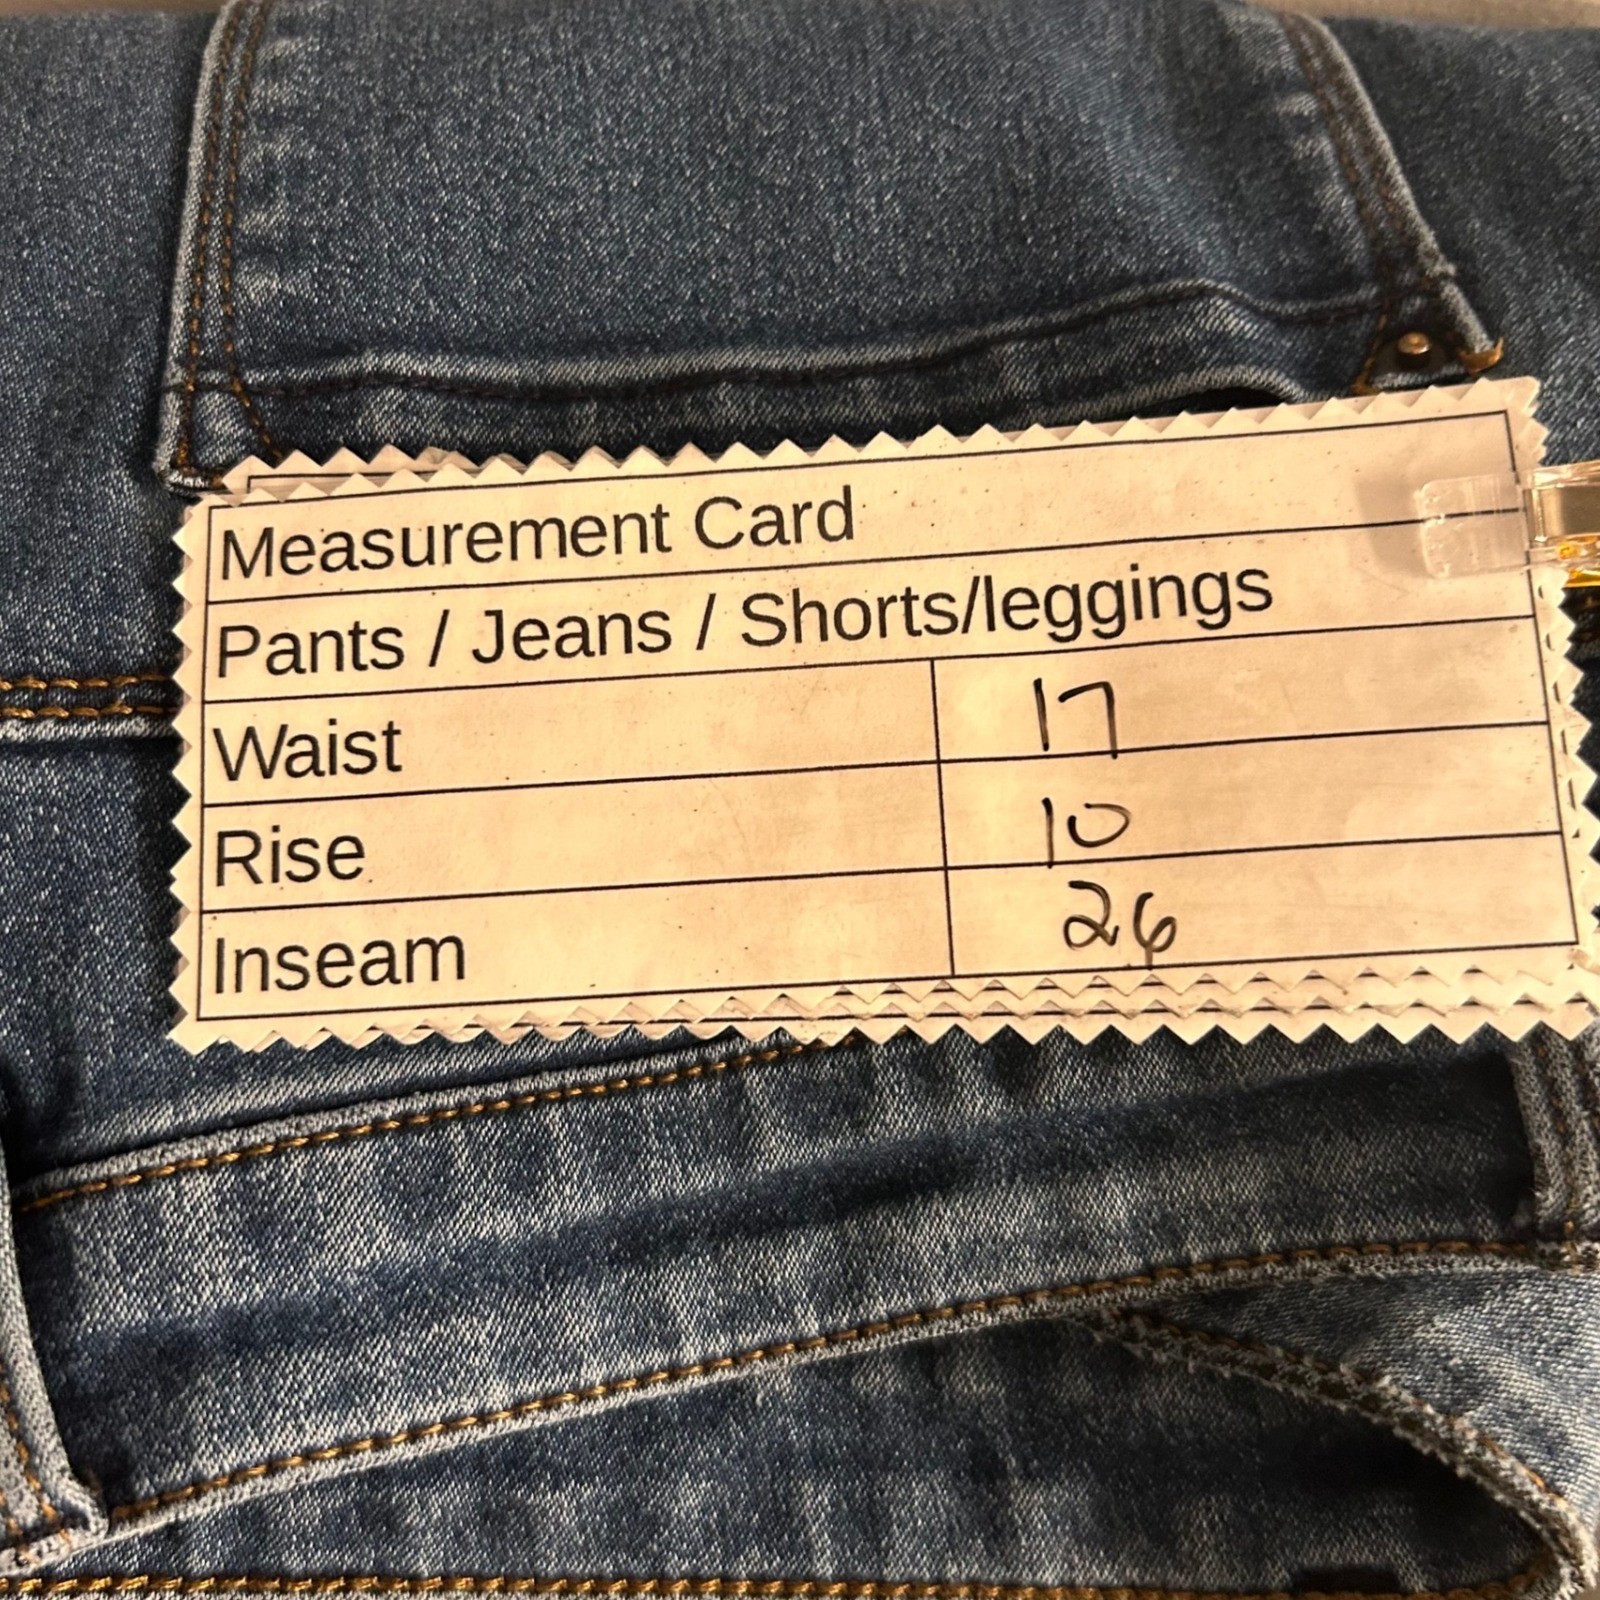 Measurement Card
Pants / Jeans / Shorts/leggings
Waist 17
Rise 10
Inseam 26